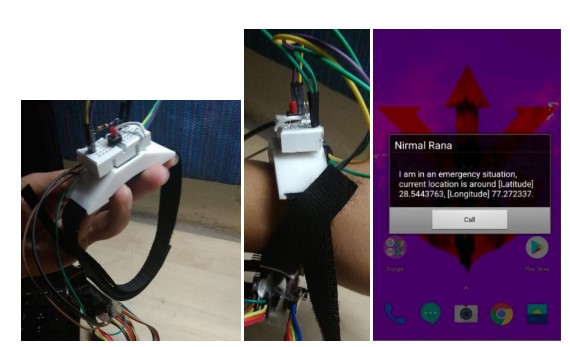 Nirmal Rana
I am in an emergency situation,
current location is around [Latitude]
28.5443763, [Longitude] 77.272337.
Call
Google
Play Store